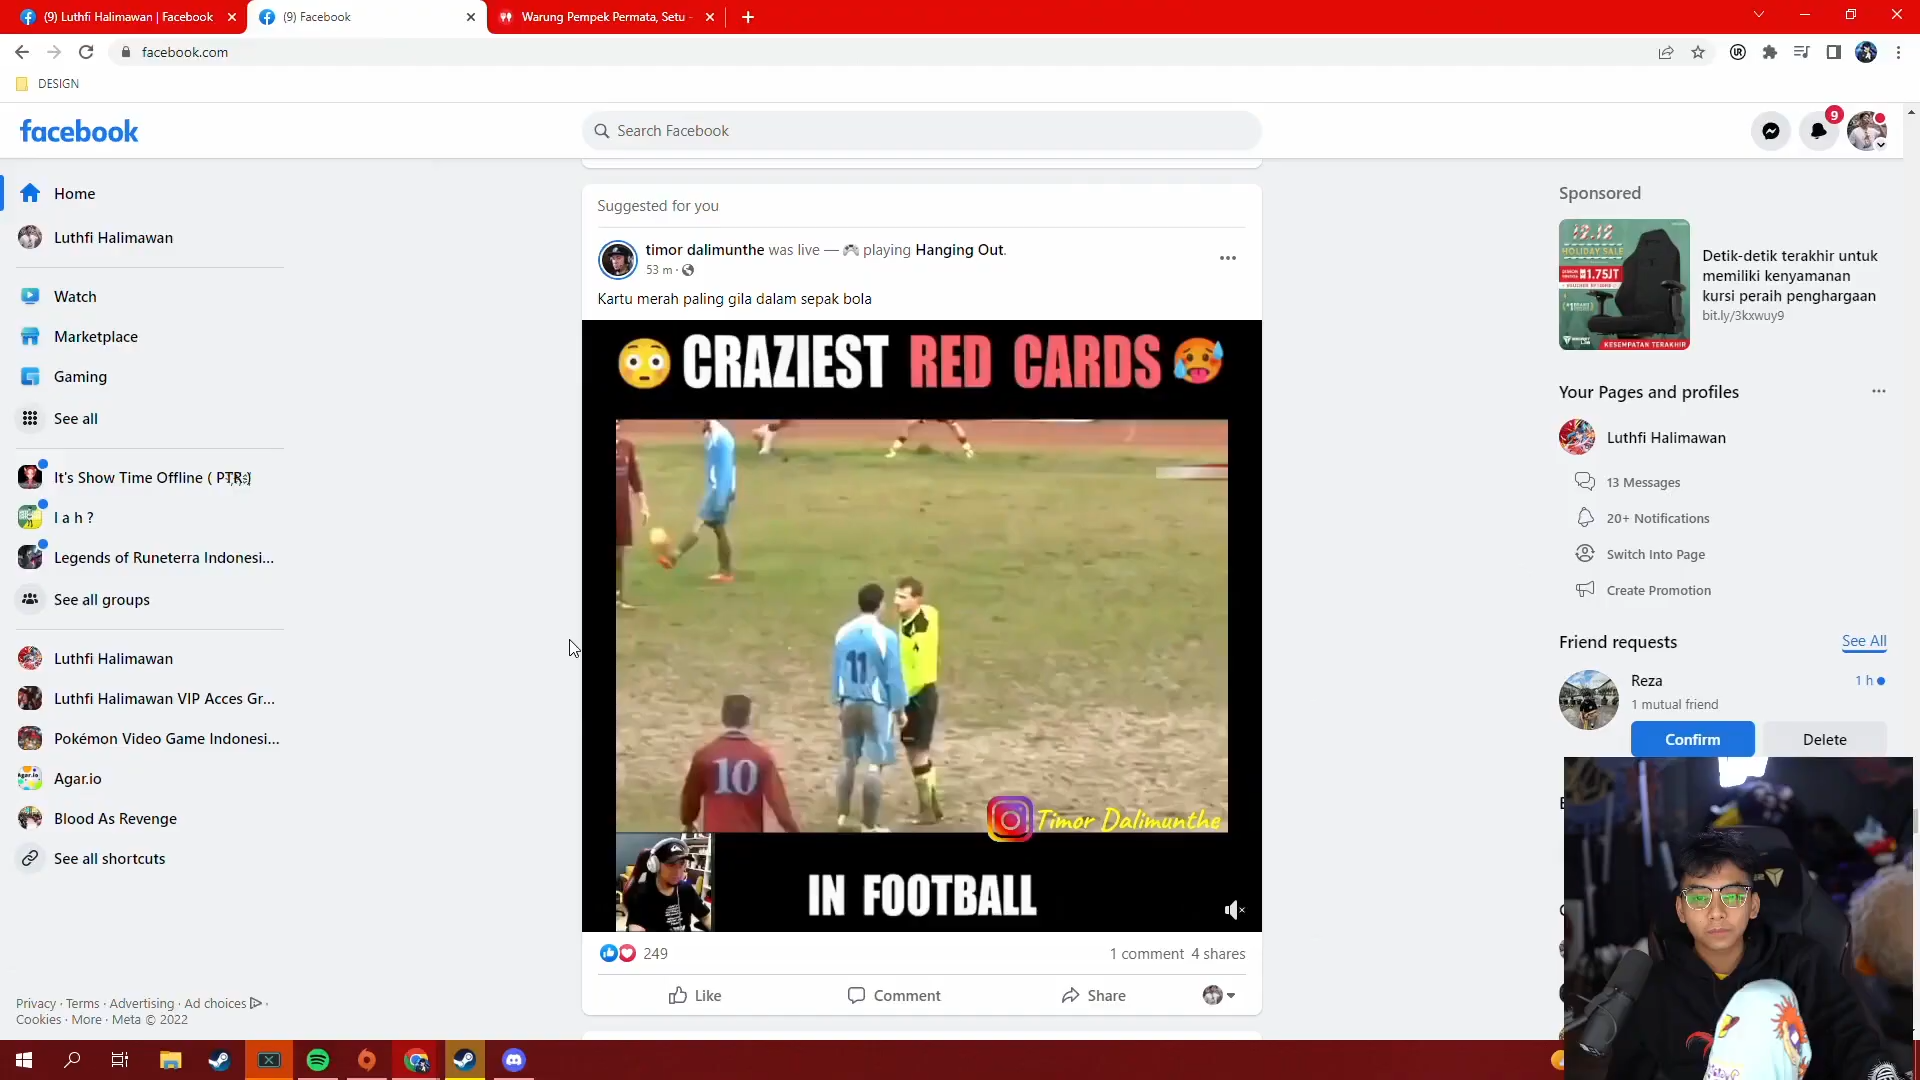 (9) Luthfi Halimawan | Facebook
(9) Facebook
Warung Pempek Permata, Setu -
facebook.com
DESIGN
facebook
Search Facebook
9
Home
Luthfi Halimawan
Watch
Marketplace
Gaming
See all
It's Show Time Offline ( PTR )
l a h ?
Legends of Runeterra Indonesi...
See all groups
Luthfi Halimawan
Luthfi Halimawan VIP Acces Gr...
Pokémon Video Game Indonesi...
Agar.io
Blood As Revenge
See all shortcuts
Privacy · Terms · Advertising · Ad choices ·
Cookies · More · Meta © 2022
Suggested for you
timor dalimunthe was live — 🎮 playing Hanging Out.
53 m ·
Kartu merah paling gila dalam sepak bola
😳 CRAZIEST RED CARDS 🥵
11
10
Timor Dalimunthe
IN FOOTBALL
249
1 comment 4 shares
Like
Comment
Share
Sponsored
12.12
HOLIDAY SALE
1.75JT
KESEMPATAN TERAKHIR
Detik-detik terakhir untuk
memiliki kenyamanan
kursi peraih penghargaan
bit.ly/3kxwuy9
Your Pages and profiles
Luthfi Halimawan
13 Messages
20+ Notifications
Switch Into Page
Create Promotion
Friend requests
See All
Reza
1 h
1 mutual friend
Confirm
Delete